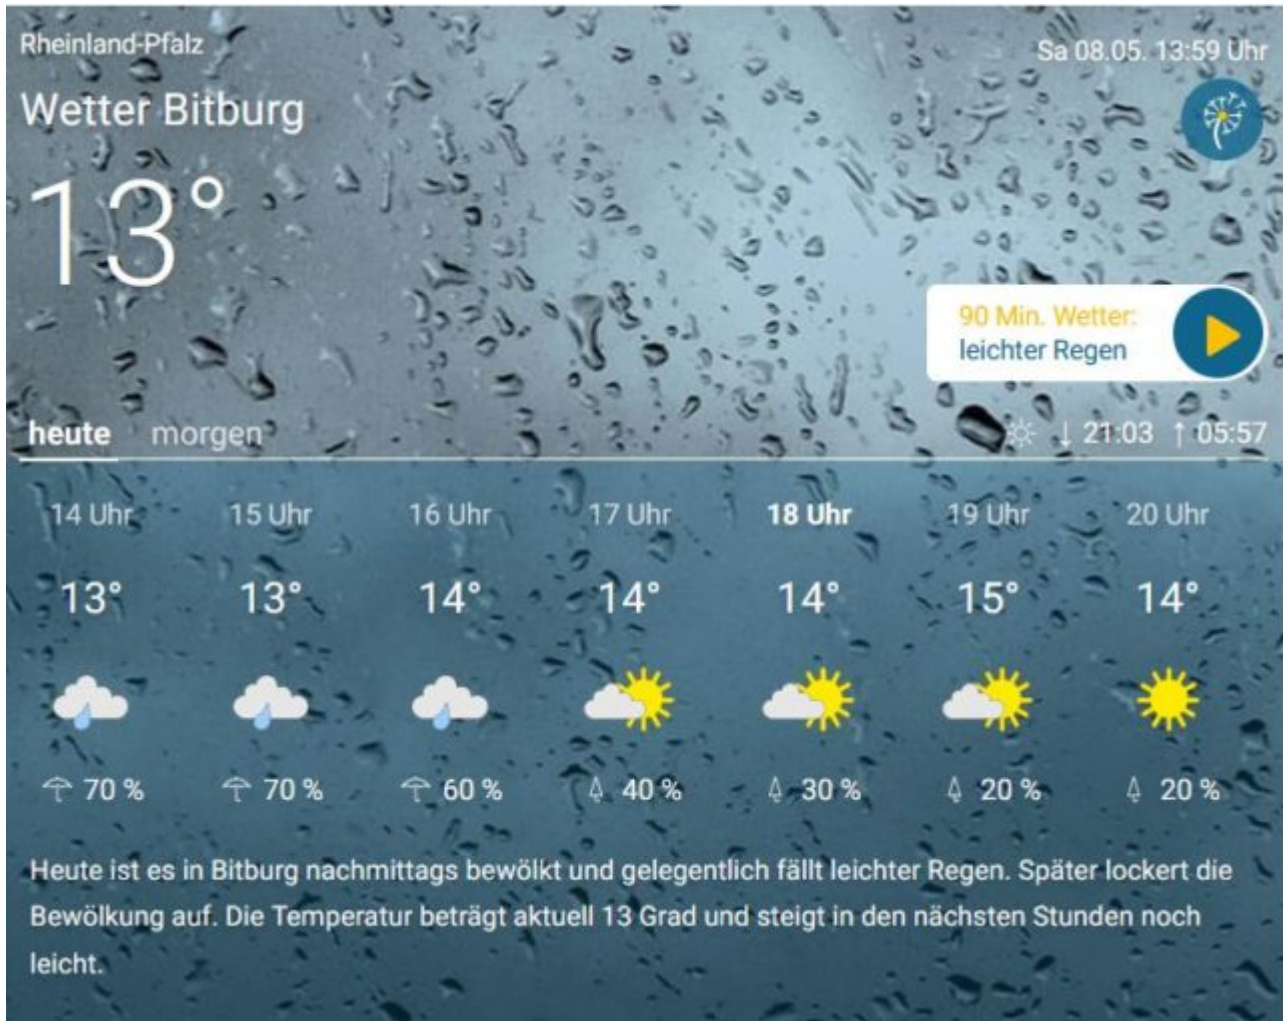 Rheinland-Pfalz
Sa 08.05. 13:59 Uhr
Wetter Bitburg
13°
90 Min. Wetter:
leichter Regen
heute morgen ↓ 21:03 ↑ 05:57
14 Uhr 15 Uhr 16 Uhr 17 Uhr 18 Uhr 19 Uhr 20 Uhr
13° 13° 14° 14° 14° 15° 14°
70 % 70 % 60 % 40 % 30 % 20 % 20 %
Heute ist es in Bitburg nachmittags bewölkt und gelegentlich fällt leichter Regen. Später lockert die
Bewölkung auf. Die Temperatur beträgt aktuell 13 Grad und steigt in den nächsten Stunden noch
leicht.